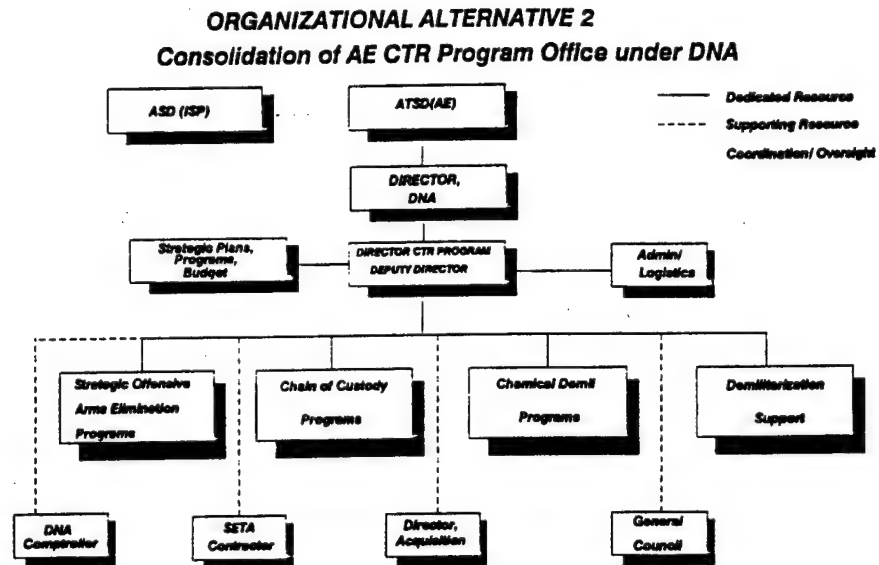 ORGANIZATIONAL ALTERNATIVE 2
Consolidation of AE CTR Program Office under DNA
ASD (ISP)
ATSD(AE)
Dedicated Resource
Supporting Resource
Coordination/ Oversight
DIRECTOR,
DNA
Strategic Plans,
Programs,
Budget
DIRECTOR CTR PROGRAM
DEPUTY DIRECTOR
Admin/
Logistics
Strategic Offensive
Arms Elimination
Programs
Chain of Custody
Programs
Chemical Demil
Programs
Demilitarization
Support
DNA
Comptroller
SETA
Contractor
Director,
Acquisition
General
Council